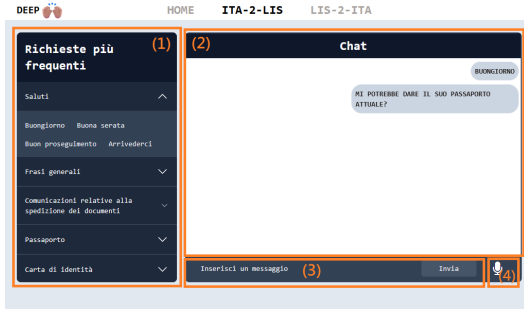 DEEP
HOME ITA-2-LIS LIS-2-ITA
Richieste più
frequenti
(1)
Saluti
Buongiorno Buona serata
Buon proseguimento Arrivederci
Frasi generali
Comunicazioni relative alla
spedizione dei documenti
Passaporto
Carta di identità
(2)
Chat
BUONGIORNO
MI POTREBBE DARE IL SUO PASSAPORTO
ATTUALE?
Inserisci un messaggio
(3)
Invia
(4)